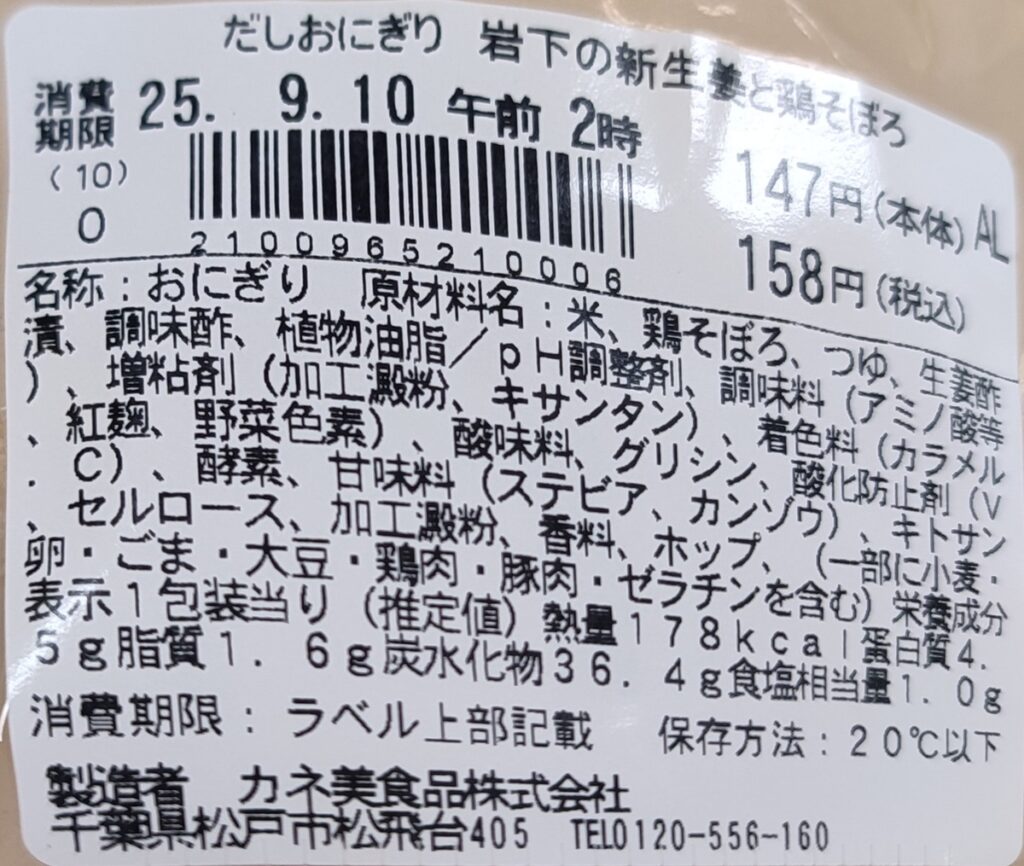 だしおにぎり 岩下の新生姜と鶏そぼろ
消費期限 25. 9.10 午前 2時
(10)
0
2100965210006
147円(本体) AL
158円(税込)
名称:おにぎり 原材料名:米、鶏そぼろ、つゆ、生姜酢
漬、調味酢、植物油脂/pH調整剤、調味料(アミノ酸等
)、増粘剤(加工澱粉、キサンタン)、着色料(カラメル
、紅麹、野菜色素)、酸味料、グリシン、酸化防止剤(V
.C)、酵素、甘味料(ステビア、カンゾウ)、キトサン
、セルロース、加工澱粉、香料、ホップ、(一部に小麦・
卵・ごま・大豆・鶏肉・豚肉・ゼラチンを含む)栄養成分
表示1包装当り(推定値)熱量178kcal蛋白質4.
5g脂質1.6g炭水化物36.4g食塩相当量1.0g
消費期限:ラベル上部記載 保存方法:20℃以下
製造者 カネ美食品株式会社
千葉県松戸市松飛台405 TEL0120-556-160